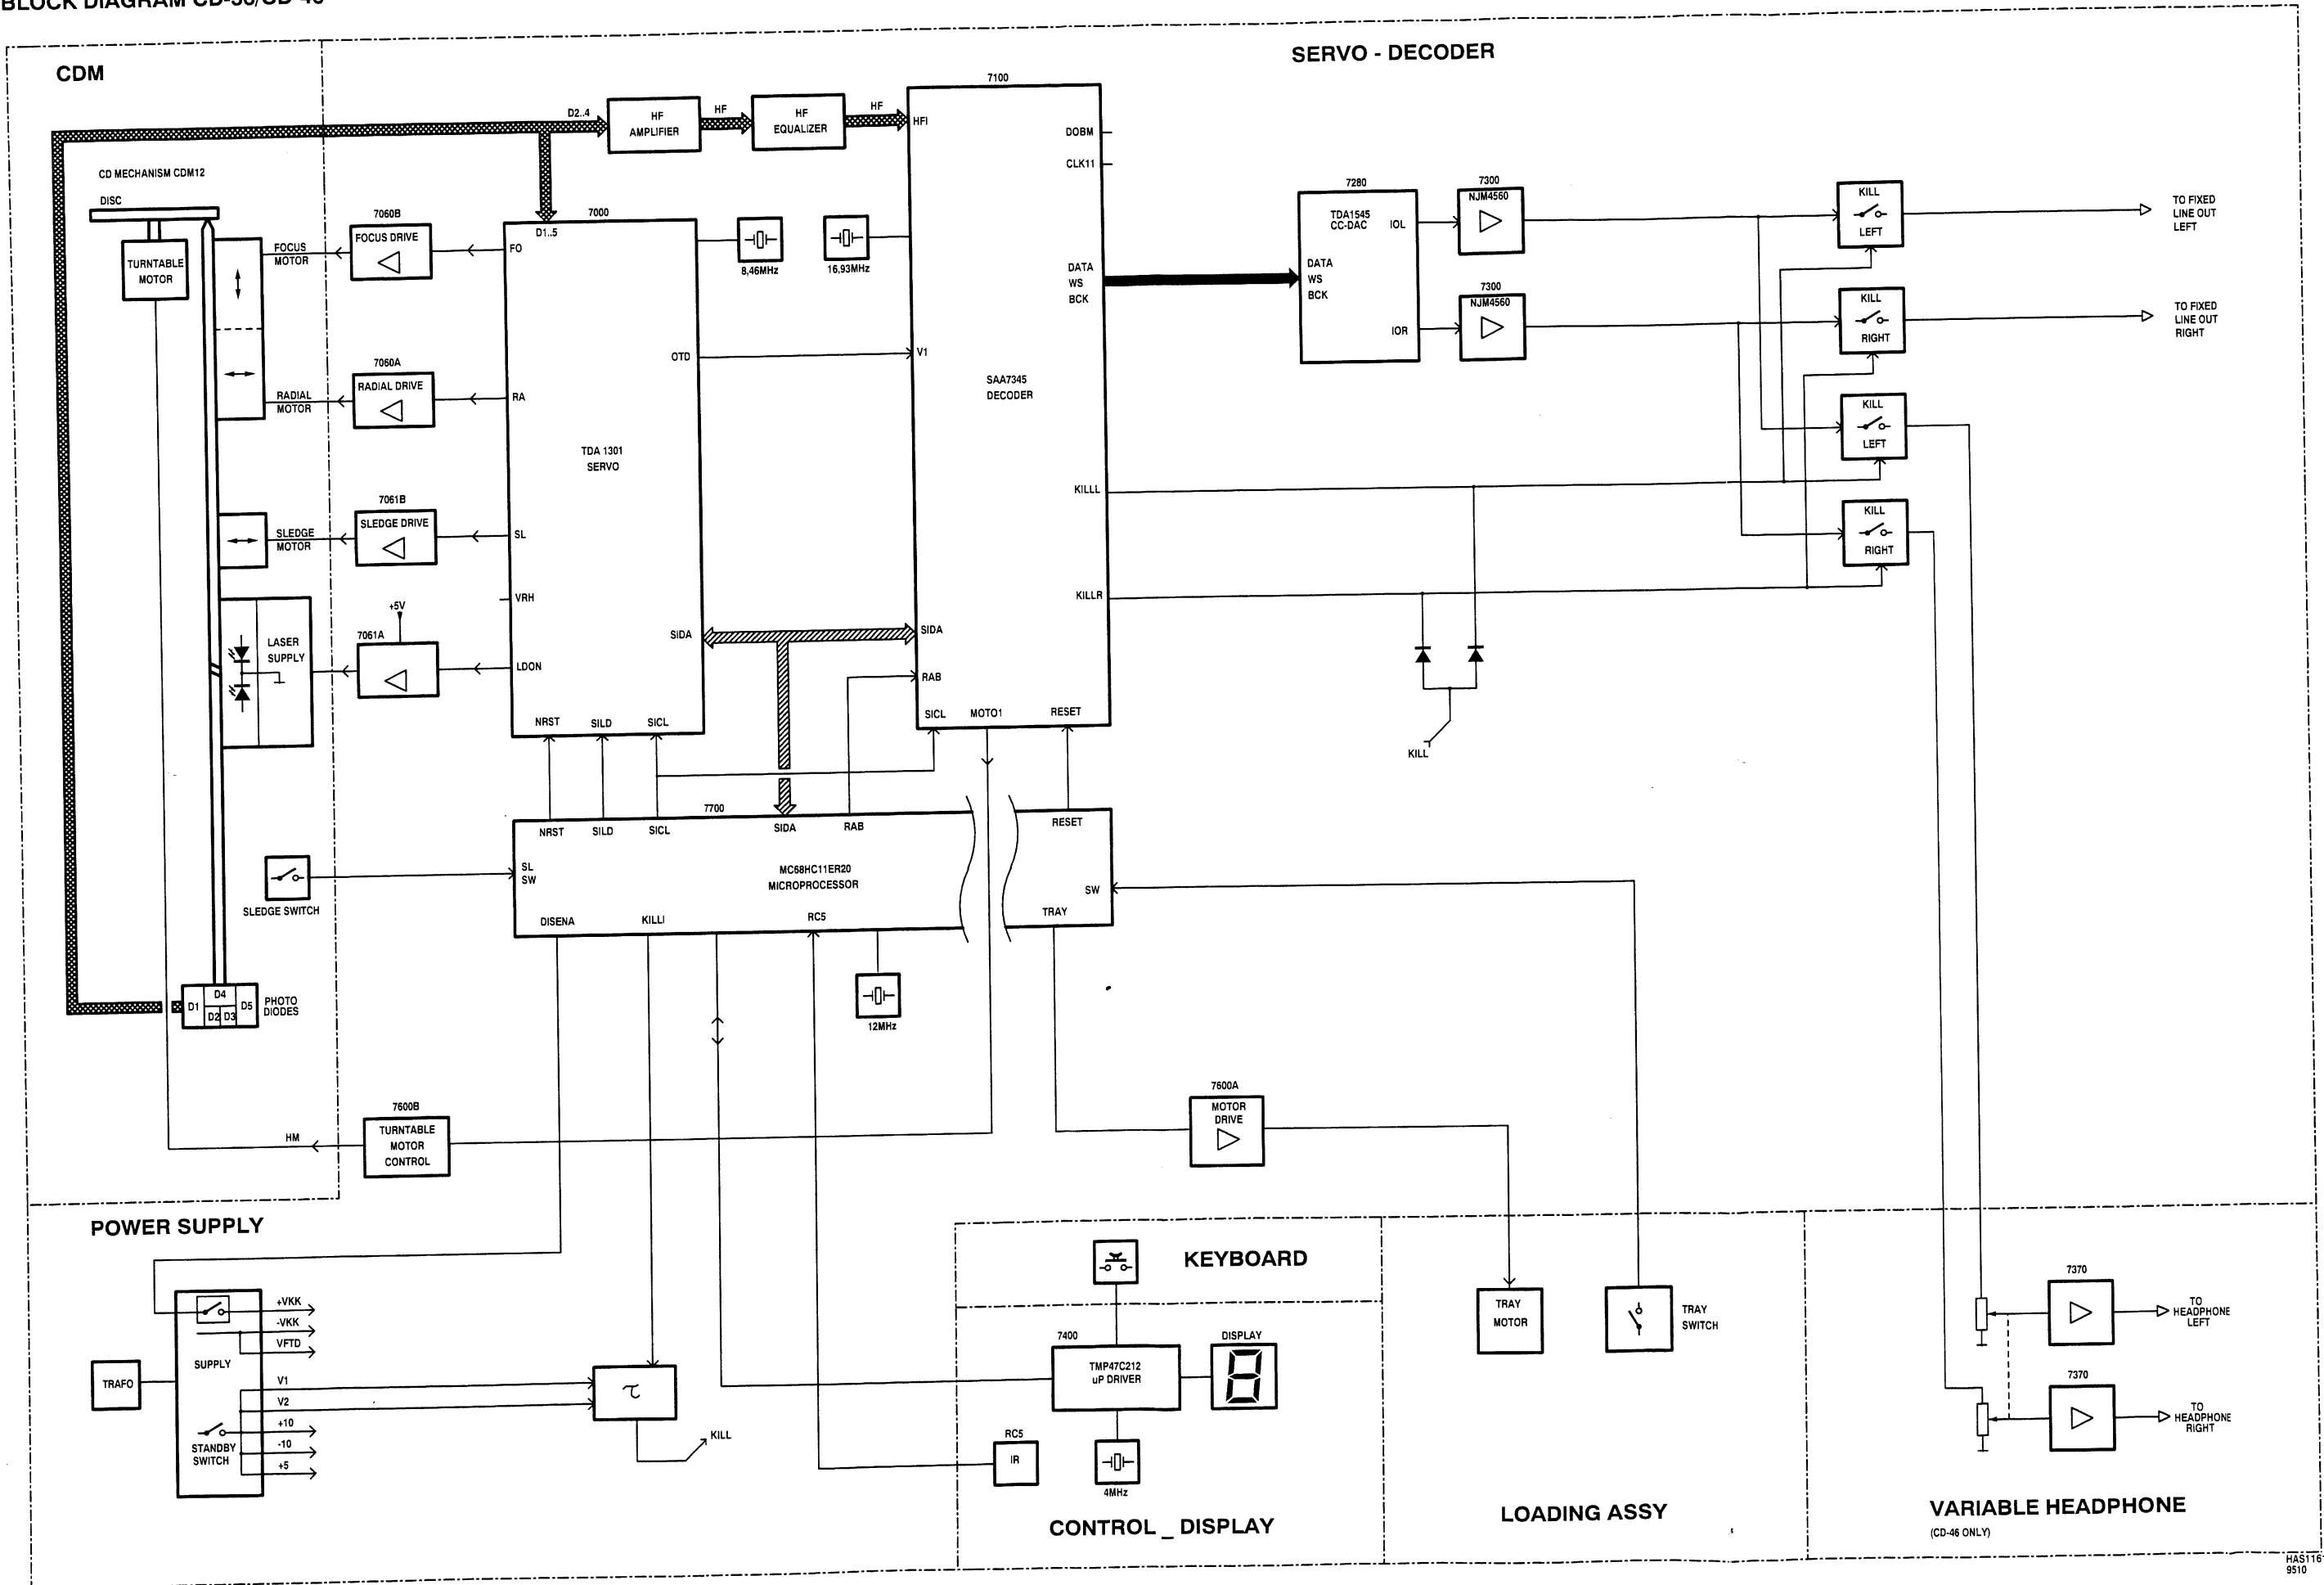 BLOCK DIAGRAM
CDM
SERVO - DECODER
7100
D2..4
HF
AMPLIFIER
HF
HF
EQUALIZER
HF
HFI
DOBM
CLK11
CD MECHANISM CDM12
DISC
TURNTABLE
MOTOR
FOCUS
MOTOR
7060B
FOCUS DRIVE
7000
D1..5
FO
8,46MHz
16,93MHz
DATA
WS
BCK
7280
TDA1545
CC-DAC
IOL
DATA
WS
BCK
IOR
7300
NJM4560
7300
NJM4560
KILL
LEFT
TO FIXED
LINE OUT
LEFT
KILL
RIGHT
TO FIXED
LINE OUT
RIGHT
OTD
V1
7060A
RADIAL DRIVE
RADIAL
MOTOR
RA
SAA7345
DECODER
KILL
LEFT
TDA 1301
SERVO
7061B
SLEDGE DRIVE
SLEDGE
MOTOR
SL
KILLL
KILL
RIGHT
VRH
+5V
7061A
LASER
SUPPLY
LDON
KILLR
SIDA
SIDA
RAB
NRST
SILD
SICL
SICL
MOTO1
RESET
KILL
7700
NRST
SILD
SICL
SIDA
RAB
RESET
SL
SW
MC68HC11ER20
MICROPROCESSOR
SW
SLEDGE SWITCH
DISENA
KILLI
RC5
TRAY
D1
D4
D2
D3
D5
PHOTO
DIODES
12MHz
7600B
TURNTABLE
MOTOR
CONTROL
HM
7600A
MOTOR
DRIVE
POWER SUPPLY
KEYBOARD
+VKK
-VKK
VFTD
SUPPLY
TRAFO
V1
V2
+10
-10
+5
STANDBY
SWITCH
τ
KILL
7400
TMP47C212
uP DRIVER
DISPLAY
8
RC5
IR
4MHz
CONTROL _ DISPLAY
TRAY
MOTOR
TRAY
SWITCH
LOADING ASSY
7370
TO
HEADPHONE
LEFT
7370
TO
HEADPHONE
RIGHT
VARIABLE HEADPHONE
(CD-46 ONLY)
9510